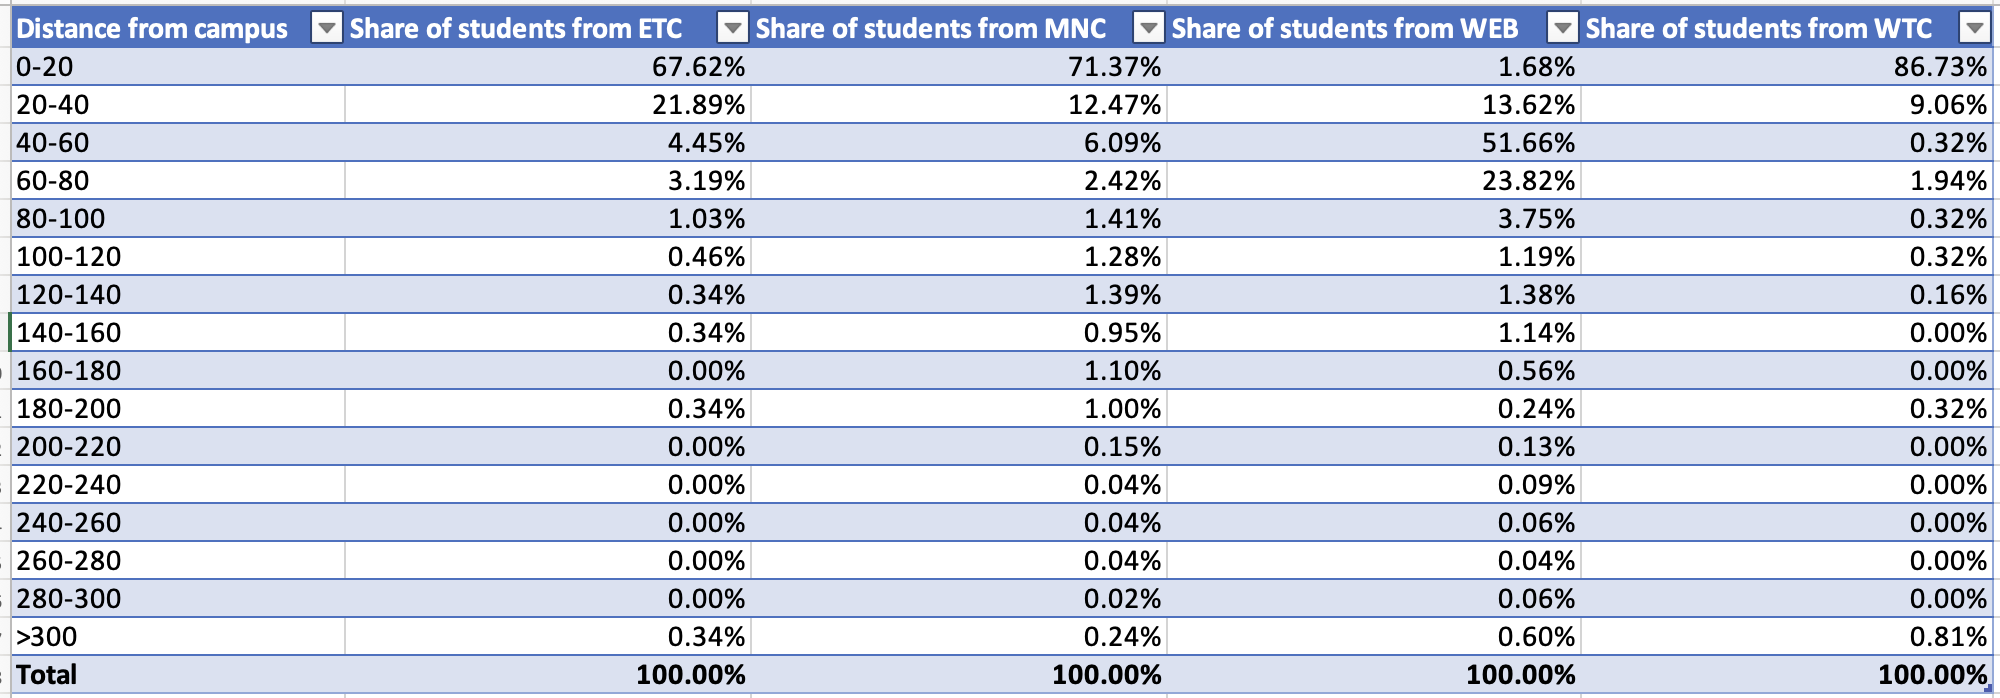 Distance from campus Share of students from ETC Share of students from MNC Share of students from WEB Share of students from WTC
0-20 67.62% 71.37% 1.68% 86.73%
20-40 21.89% 12.47% 13.62% 9.06%
40-60 4.45% 6.09% 51.66% 0.32%
60-80 3.19% 2.42% 23.82% 1.94%
80-100 1.03% 1.41% 3.75% 0.32%
100-120 0.46% 1.28% 1.19% 0.32%
120-140 0.34% 1.39% 1.38% 0.16%
140-160 0.34% 0.95% 1.14% 0.00%
160-180 0.00% 1.10% 0.56% 0.00%
180-200 0.34% 1.00% 0.24% 0.32%
200-220 0.00% 0.15% 0.13% 0.00%
220-240 0.00% 0.04% 0.09% 0.00%
240-260 0.00% 0.04% 0.06% 0.00%
260-280 0.00% 0.04% 0.04% 0.00%
280-300 0.00% 0.02% 0.06% 0.00%
>300 0.34% 0.24% 0.60% 0.81%
Total 100.00% 100.00% 100.00% 100.00%